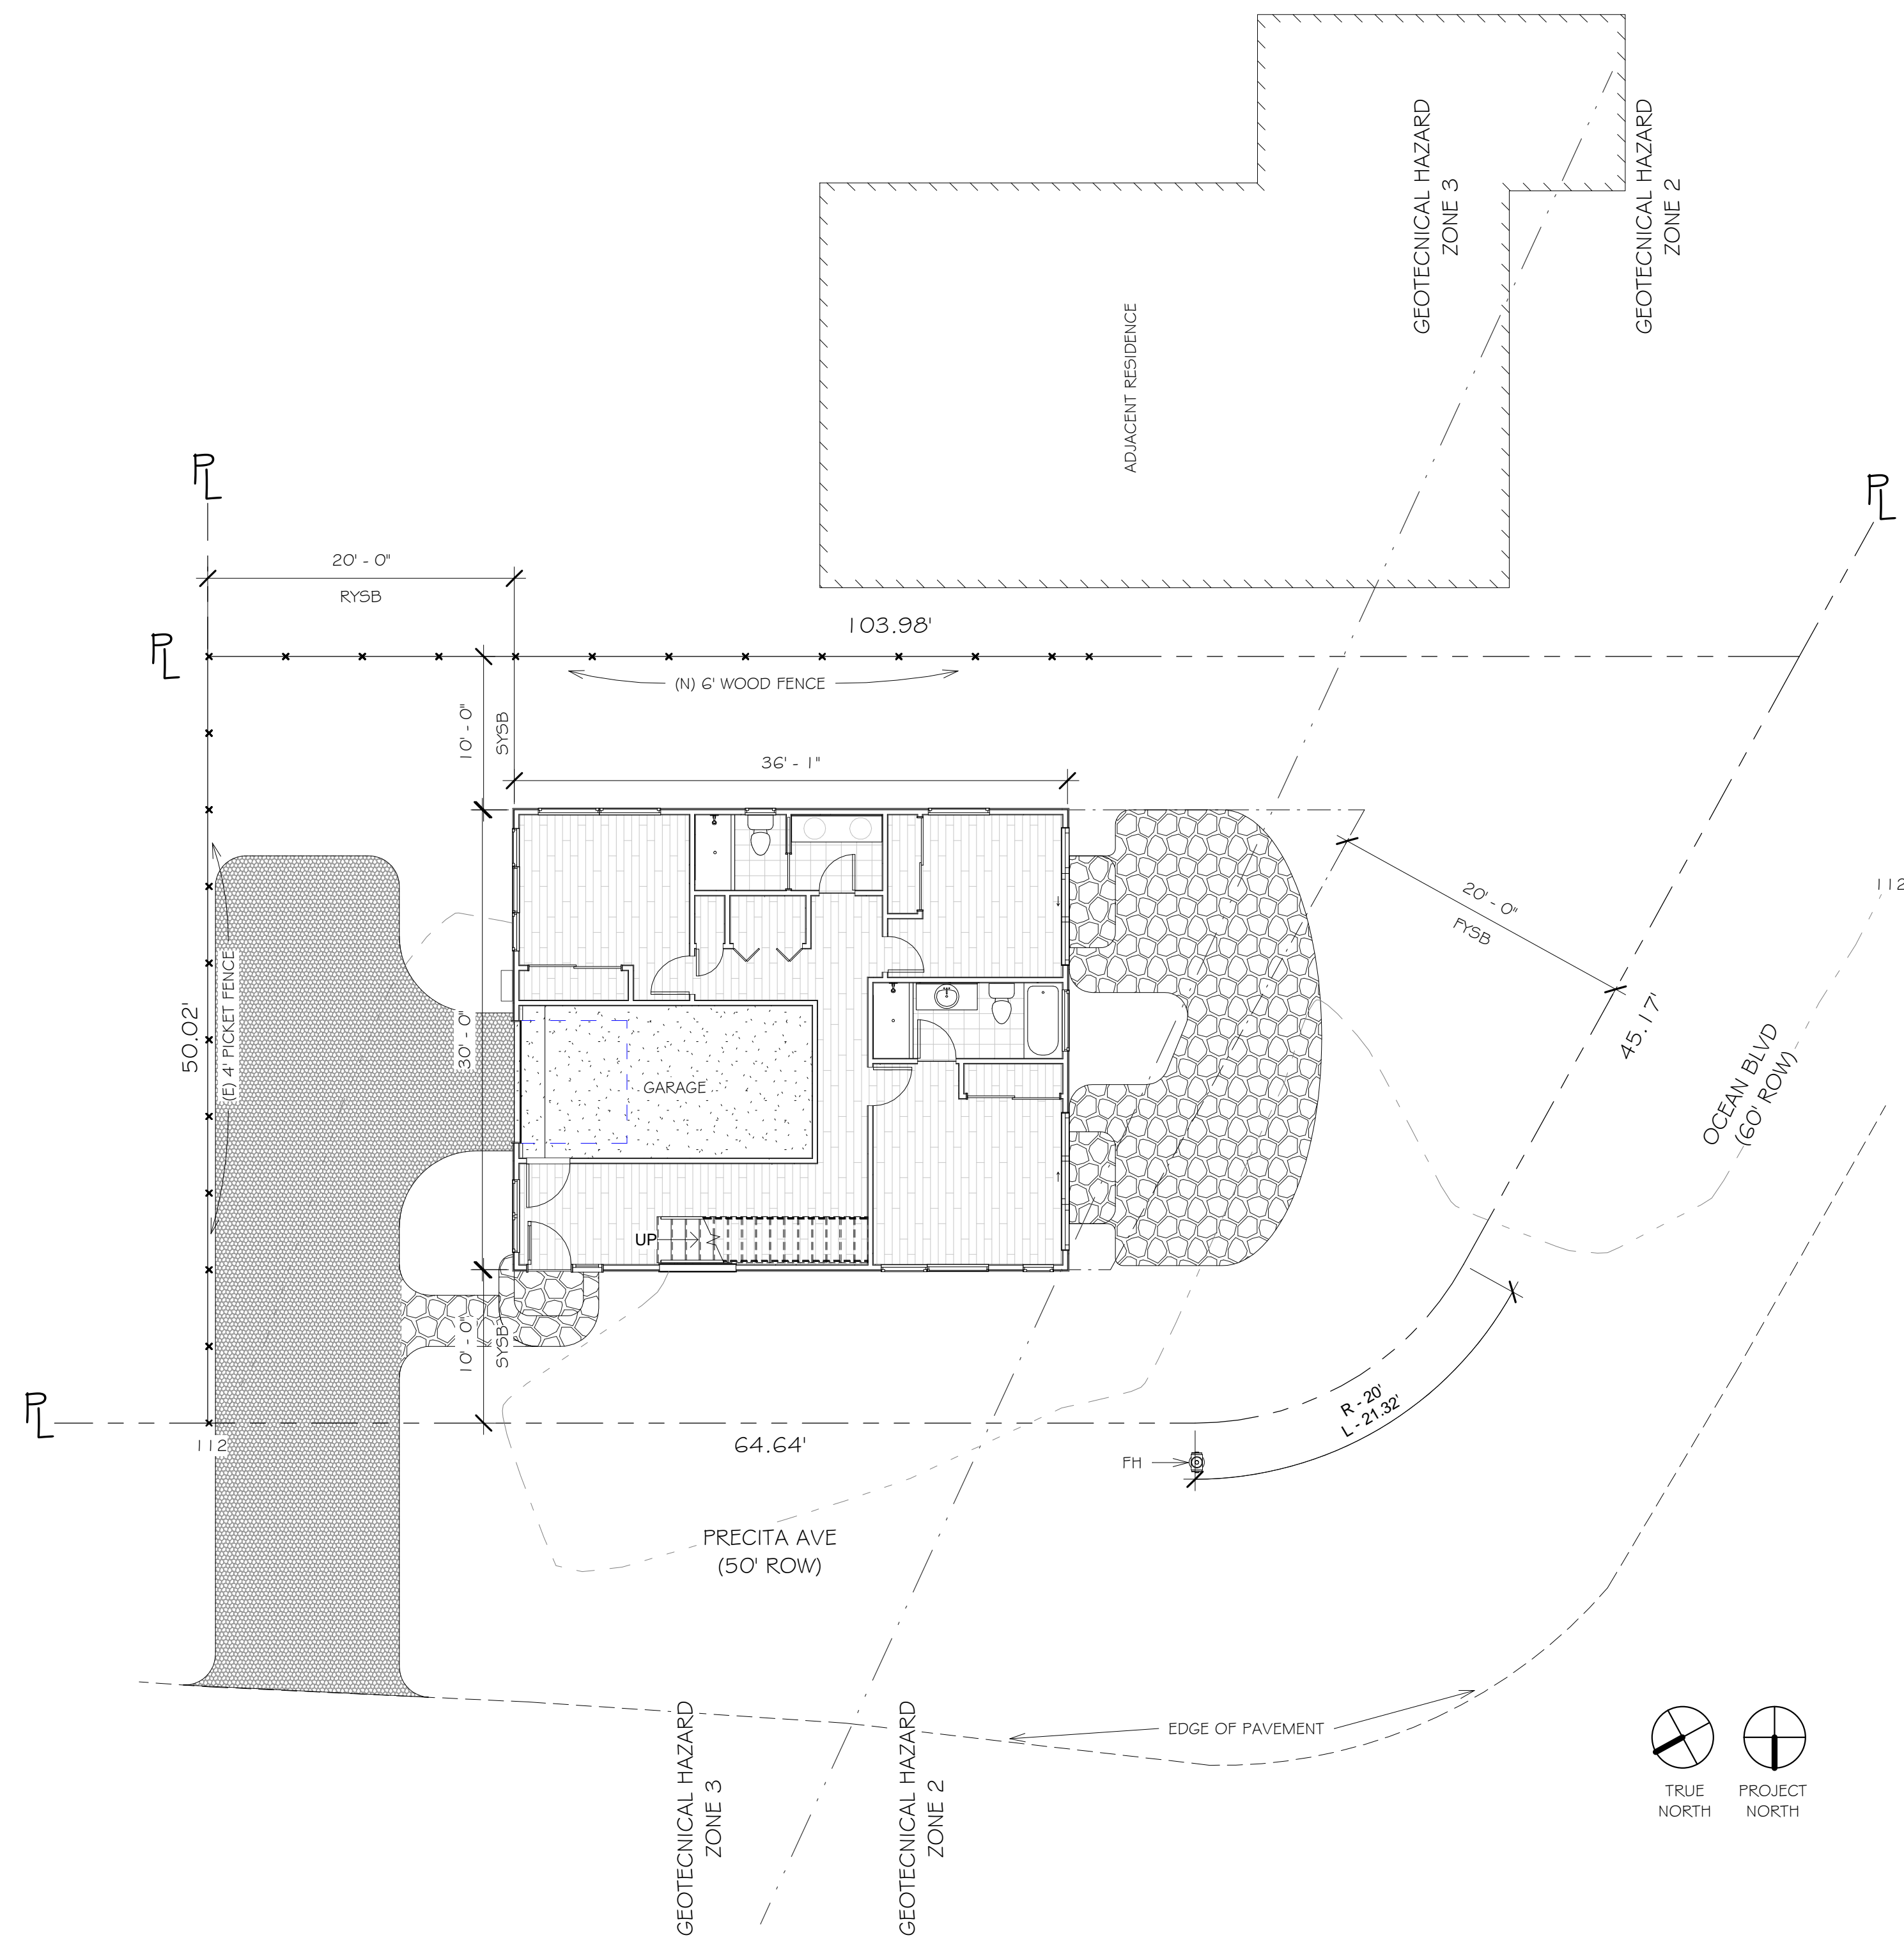 GEOTECNICAL HAZARD
ZONE 3
GEOTECNICAL HAZARD
ZONE 2
ADJACENT RESIDENCE
PL
PL
20' - 0"
RYSB
103.98'
PL
(N) 6' WOOD FENCE
10' - 0"
SYSB
36' - 1"
20' - 0"
FYSB
112
50.02'
(E) 4' PICKET FENCE
30' - 0"
GARAGE
45.17'
OCEAN BLVD
(60' ROW)
UP
10' - 0"
SYSB
PL
112
64.64'
R - 20'
L - 21.32'
FH
PRECITA AVE
(50' ROW)
EDGE OF PAVEMENT
GEOTECNICAL HAZARD
ZONE 3
GEOTECNICAL HAZARD
ZONE 2
TRUE
NORTH
PROJECT
NORTH